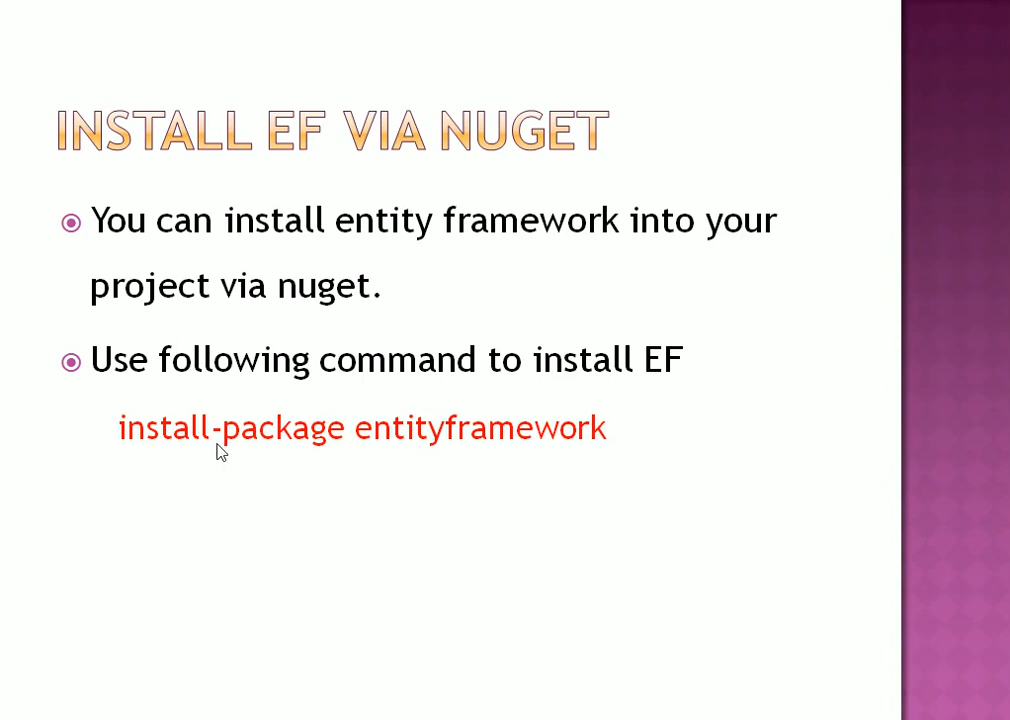 INSTALL EF VIA NUGET
You can install entity framework into your
project via nuget.
Use following command to install EF
install-package entityframework